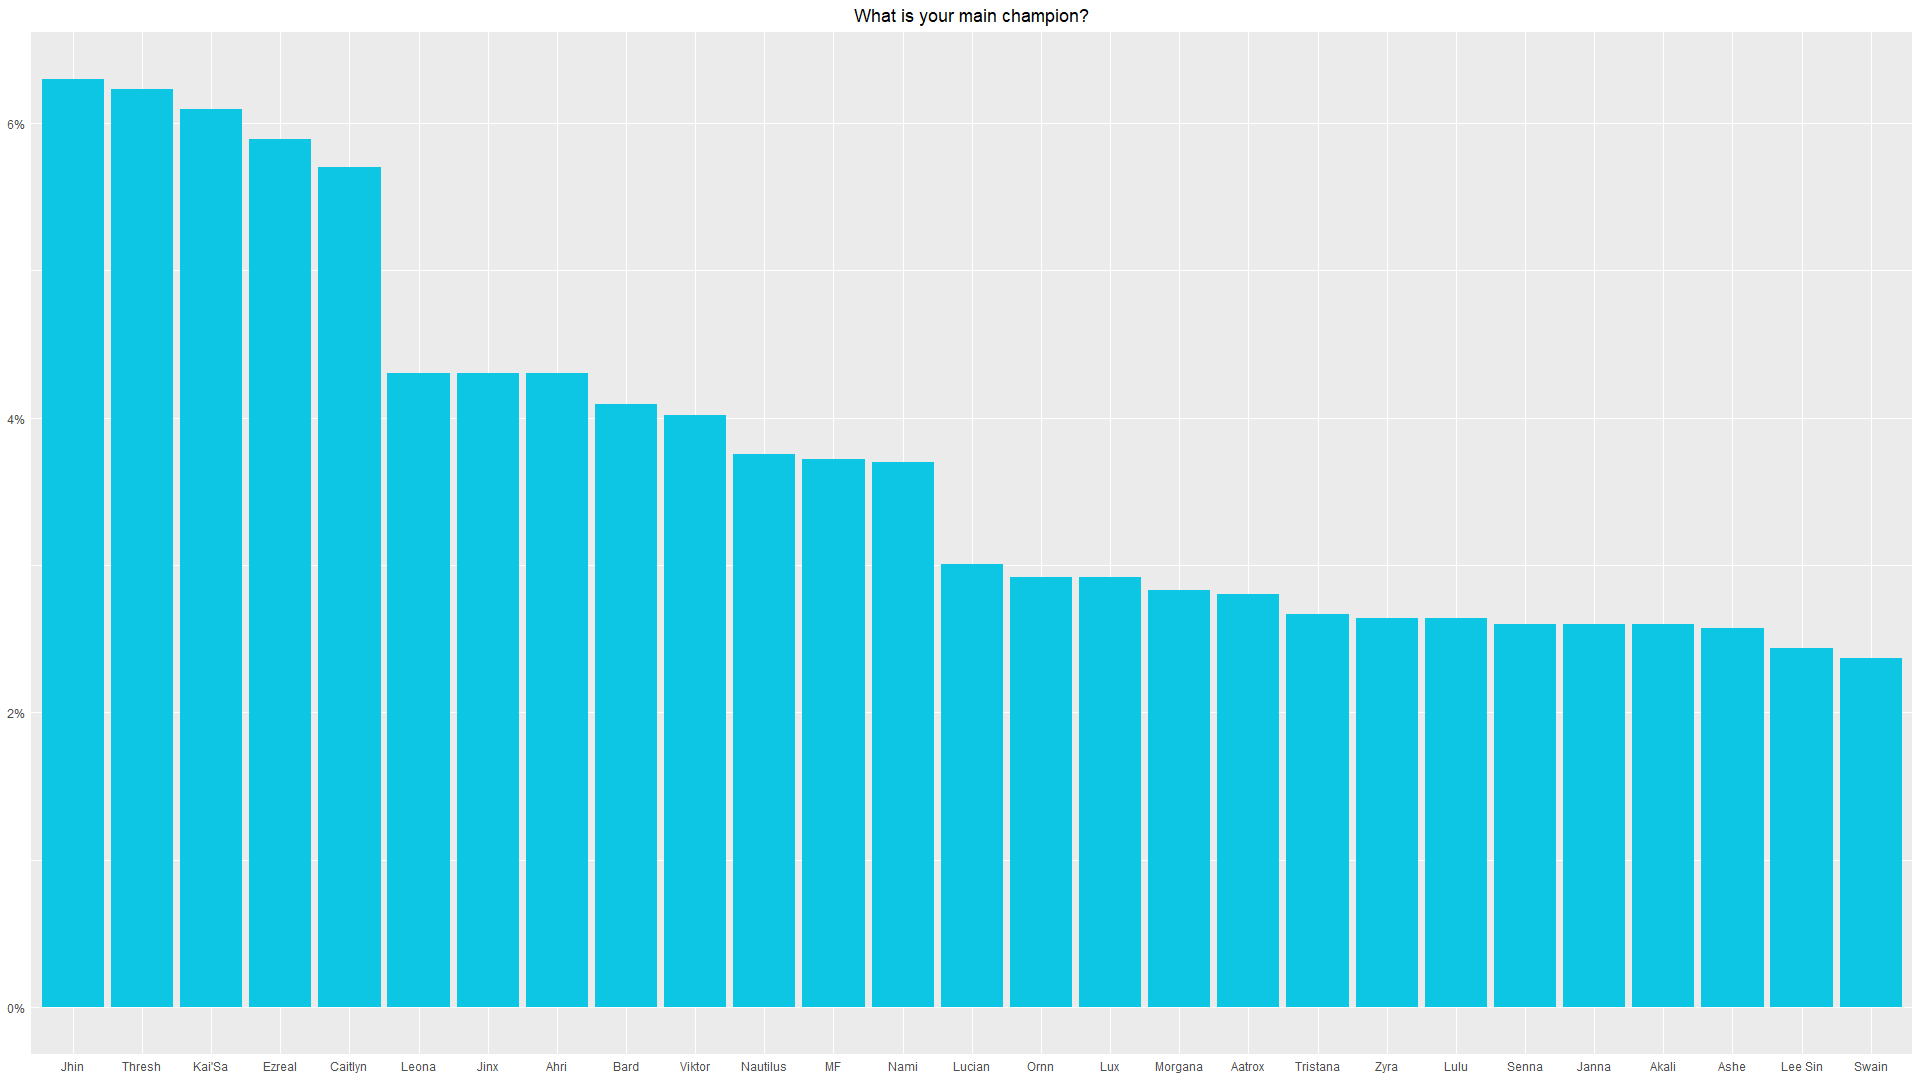 What is your main champion?
6%
4%
2%
0%
Jhin Thresh Kai'Sa Ezreal Caitlyn Leona Jinx Ahri Bard Viktor Nautilus MF Nami Lucian Ornn Lux Morgana Aatrox Tristana Zyra Lulu Senna Janna Akali Ashe Lee Sin Swain